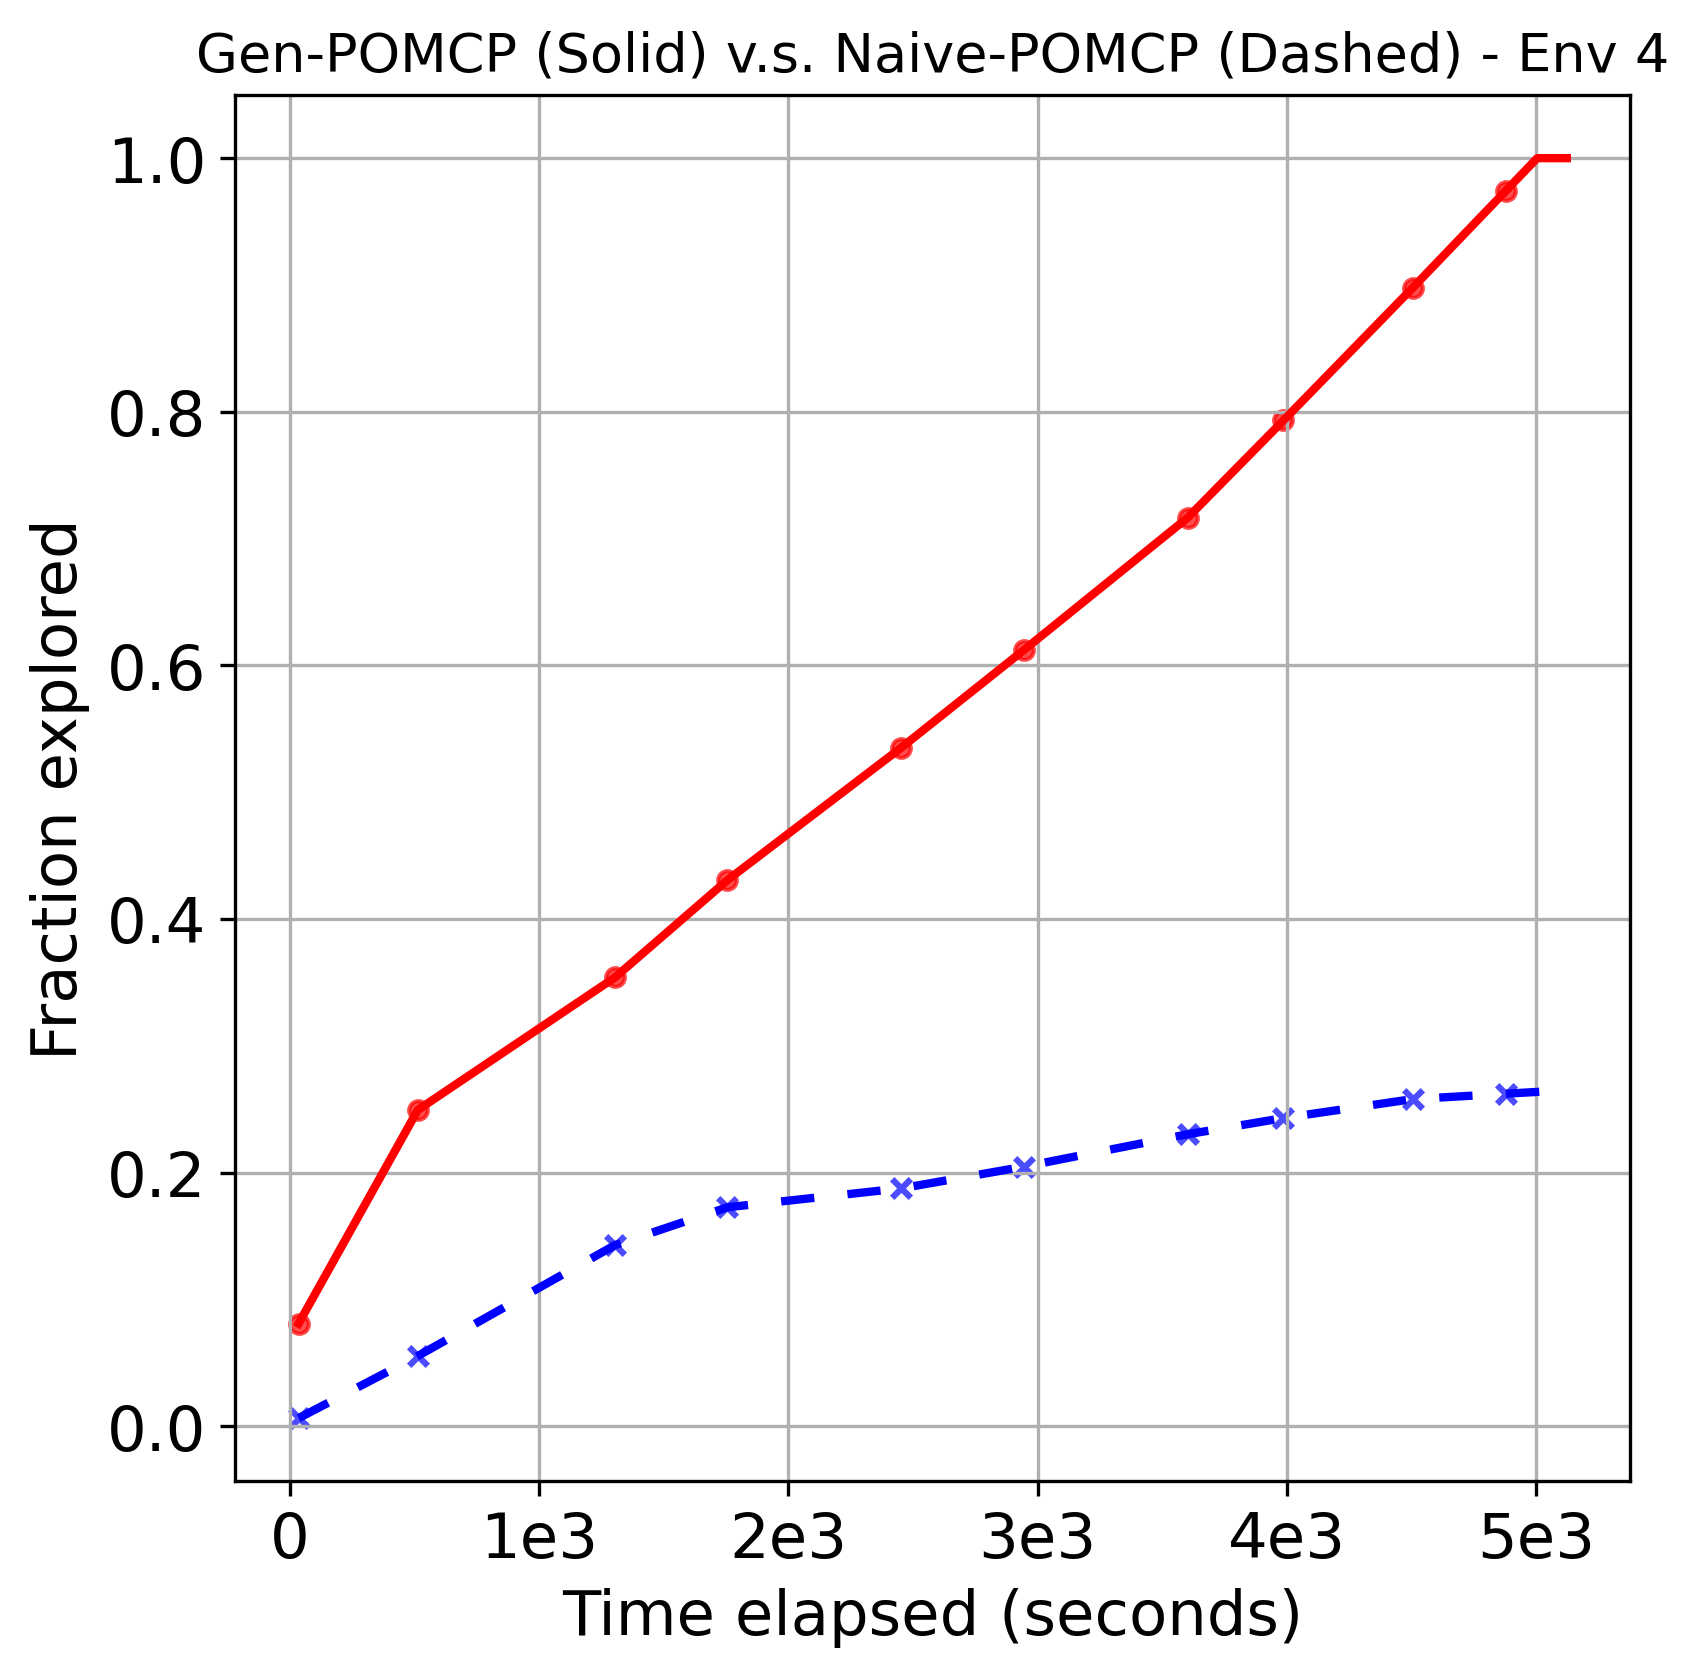 Gen-POMCP (Solid) v.s. Naive-POMCP (Dashed) - Env 4
1.0
0.8
0.6
0.4
0.2
0.0
Fraction explored
0 1e3 2e3 3e3 4e3 5e3
Time elapsed (seconds)